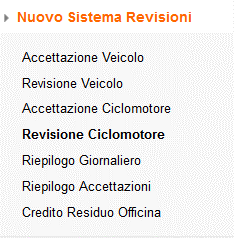 Nuovo Sistema Revisioni
Accettazione Veicolo
Revisione Veicolo
Accettazione Ciclomotore
Revisione Ciclomotore
Riepilogo Giornaliero
Riepilogo Accettazioni
Credito Residuo Officina